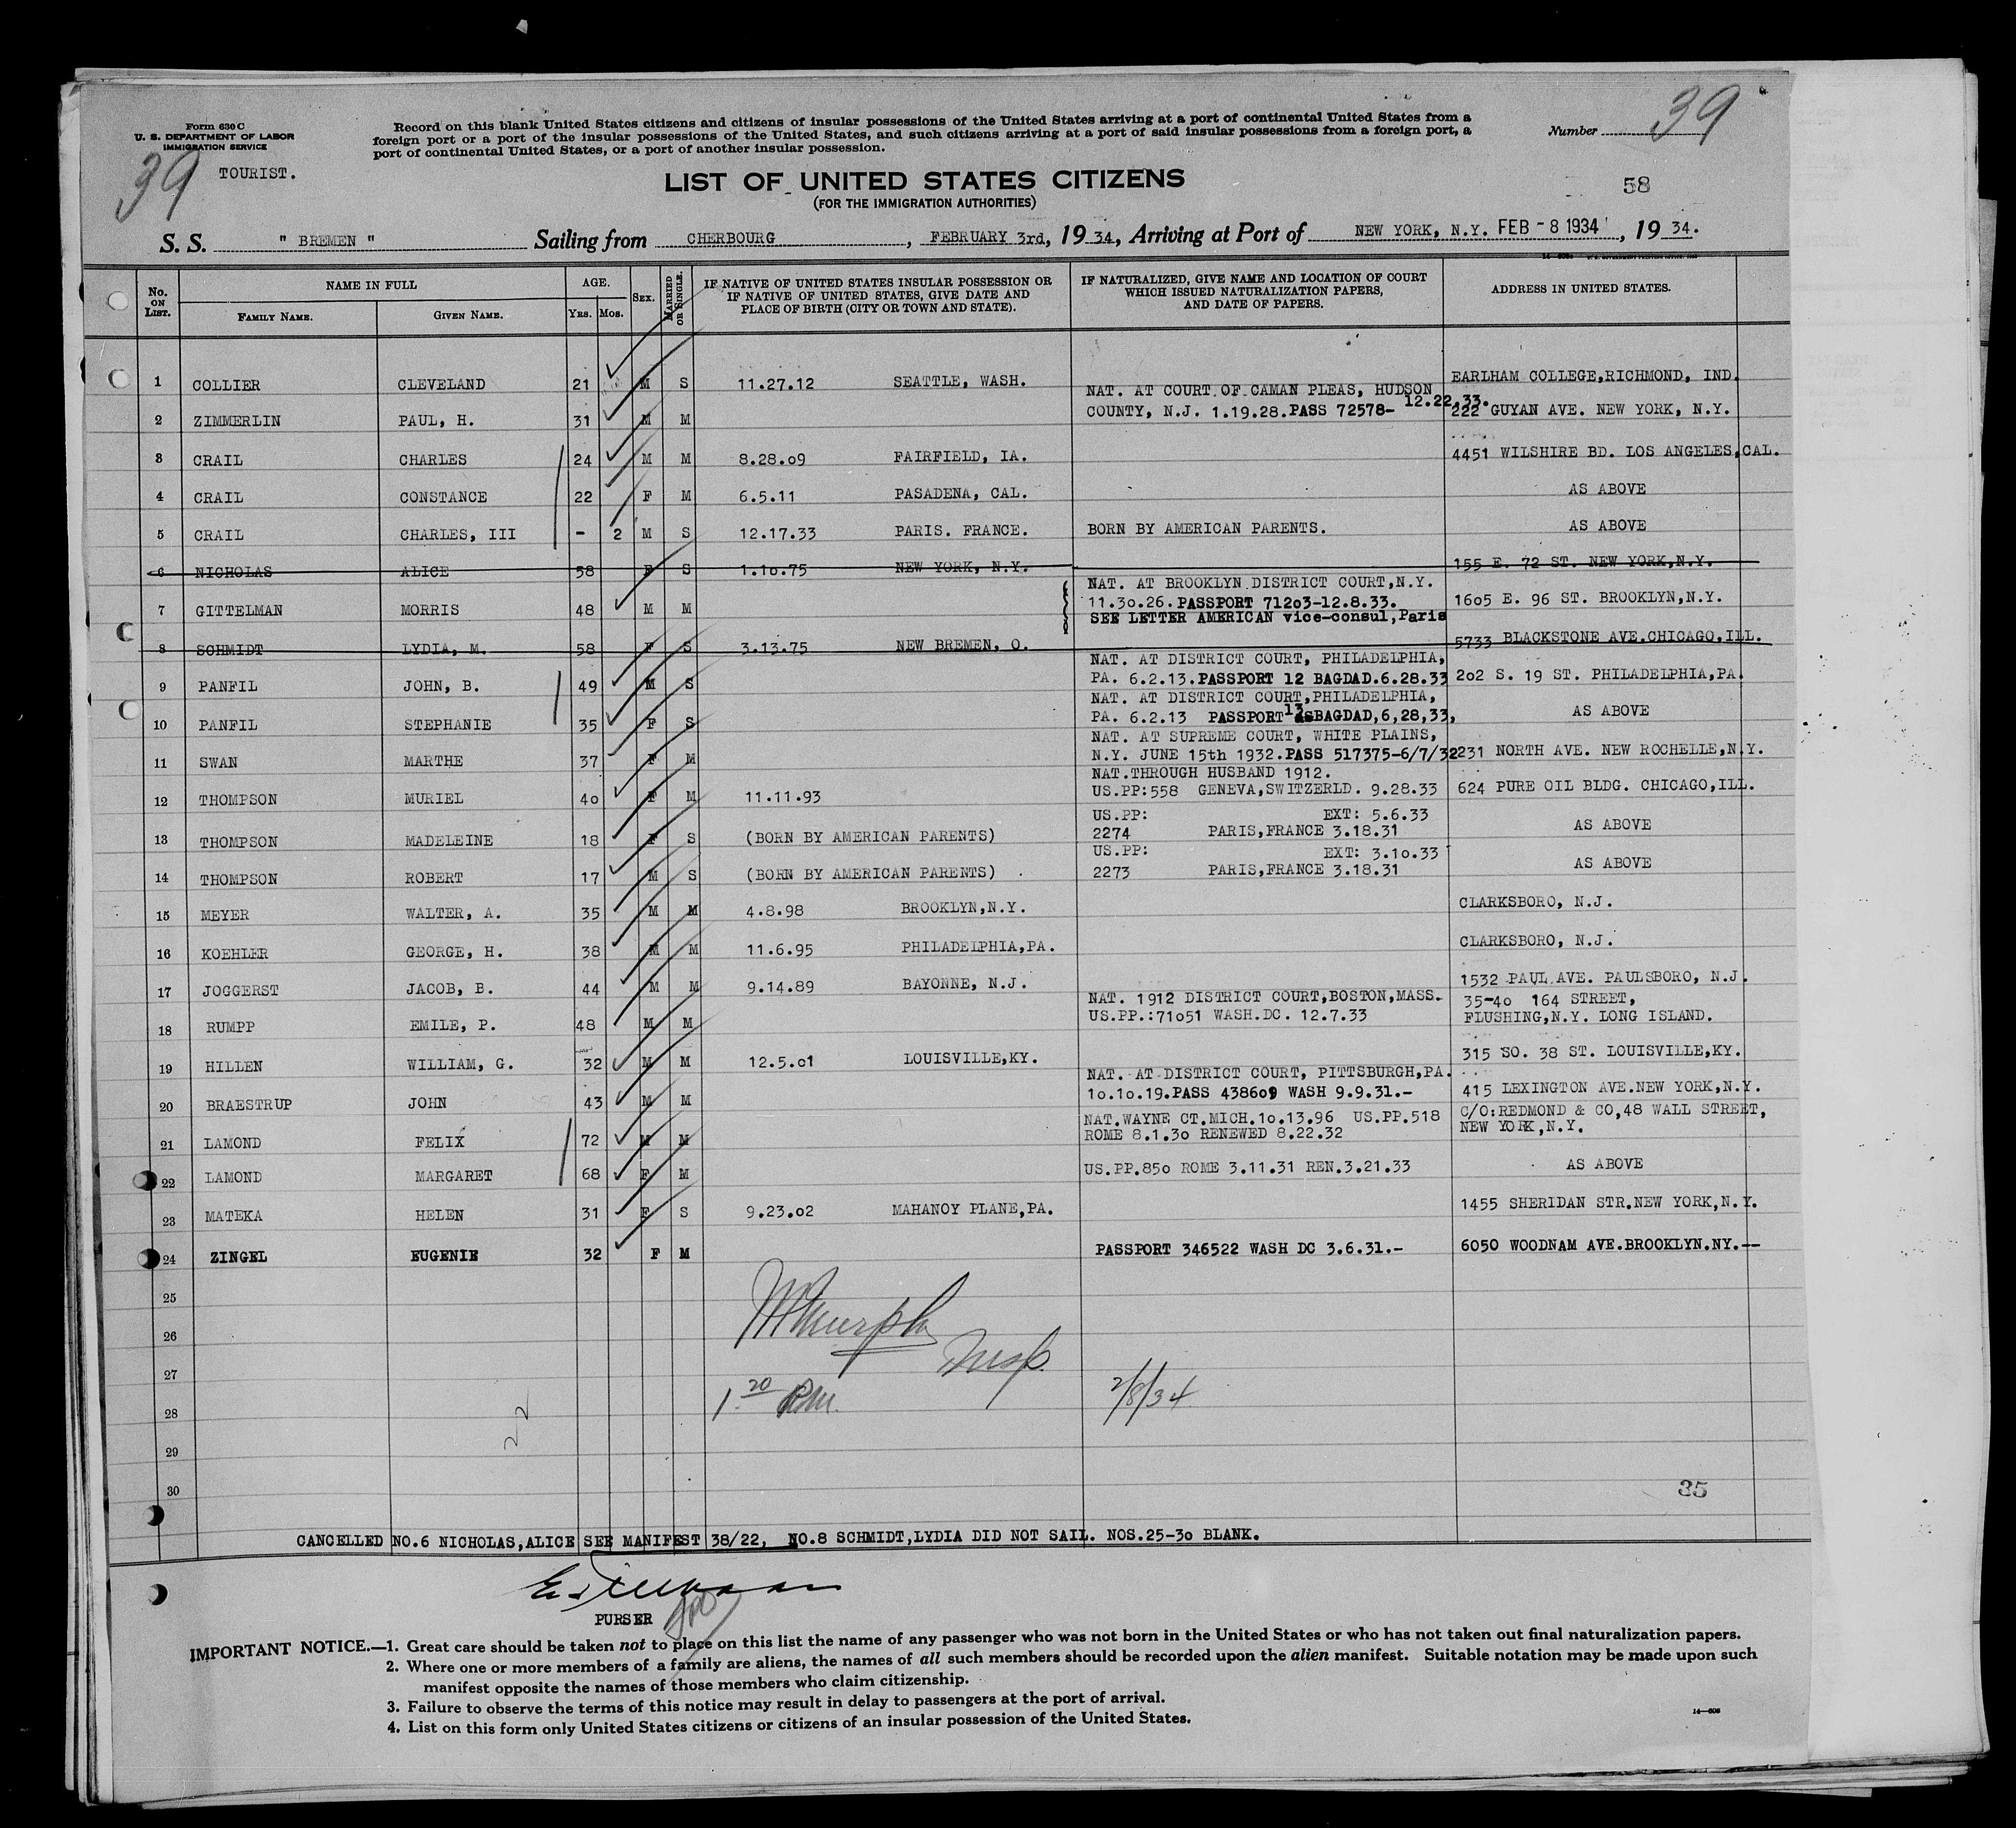 Form 630 C
U. S. DEPARTMENT OF LABOR
IMMIGRATION SERVICE
39
TOURIST.
Record on this blank United States citizens and citizens of insular possessions of the United States arriving at a port of continental United States from a
foreign port or a port of the insular possessions of the United States, and such citizens arriving at a port of said insular possessions from a foreign port, a
port of continental United States, or a port of another insular possession.
Number 39
LIST OF UNITED STATES CITIZENS
(FOR THE IMMIGRATION AUTHORITIES)
58
S. S. " BREMEN " Sailing from CHERBOURG , FEBRUARY 3rd, 19 34, Arriving at Port of NEW YORK, N.Y. FEB - 8 1934 , 19 34.
No. ON LIST. NAME IN FULL FAMILY NAME. GIVEN NAME. AGE. YRS. MOS. SEX. MARRIED OR SINGLE. IF NATIVE OF UNITED STATES INSULAR POSSESSION OR IF NATIVE OF UNITED STATES, GIVE DATE AND PLACE OF BIRTH (CITY OR TOWN AND STATE). IF NATURALIZED, GIVE NAME AND LOCATION OF COURT WHICH ISSUED NATURALIZATION PAPERS, AND DATE OF PAPERS. ADDRESS IN UNITED STATES.
1 COLLIER CLEVELAND 21 M S 11.27.12 SEATTLE, WASH. EARLHAM COLLEGE,RICHMOND, IND.
NAT. AT COURT OF CAMAN PLEAS, HUDSON
2 ZIMMERLIN PAUL, H. 31 M M COUNTY, N.J. 1.19.28.PASS 72578- 12.22.33. 222 GUYAN AVE. NEW YORK, N.Y.
3 CRAIL CHARLES 24 M M 8.28.o9 FAIRFIELD, IA. 4451 WILSHIRE BD. LOS ANGELES,CAL.
4 CRAIL CONSTANCE 22 F M 6.5.11 PASADENA, CAL. AS ABOVE
5 CRAIL CHARLES, III - 2 M S 12.17.33 PARIS. FRANCE. BORN BY AMERICAN PARENTS. AS ABOVE
6 NICHOLAS ALICE 58 F S 1.1o.75 NEW YORK, N.Y. 155 E. 72 ST. NEW YORK,N.Y.
NAT. AT BROOKLYN DISTRICT COURT,N.Y.
7 GITTELMAN MORRIS 48 M M 11.3o.26.PASSPORT 712o3-12.8.33. 16o5 E. 96 ST. BROOKLYN,N.Y.
SEE LETTER AMERICAN vice-consul,Paris
8 SCHMIDT LYDIA, M. 58 F S 3.13.75 NEW BREMEN, O. 5733 BLACKSTONE AVE.CHICAGO,ILL.
NAT. AT DISTRICT COURT, PHILADELPHIA,
9 PANFIL JOHN, B. 49 M S PA. 6.2.13.PASSPORT 12 BAGDAD.6.28.33 2o2 S. 19 ST. PHILADELPHIA,PA.
NAT. AT DISTRICT COURT,PHILADELPHIA,
10 PANFIL STEPHANIE 35 F S PA. 6.2.13 PASSPORT 13 BAGDAD,6,28,33, AS ABOVE
NAT. AT SUPREME COURT, WHITE PLAINS,
11 SWAN MARTHE 37 F M N.Y. JUNE 15th 1932.PASS 517375-6/7/32 231 NORTH AVE. NEW ROCHELLE,N.Y.
NAT.THROUGH HUSBAND 1912.
12 THOMPSON MURIEL 4o F M 11.11.93 US.PP:558 GENEVA,SWITZERLD. 9.28.33 624 PURE OIL BLDG. CHICAGO,ILL.
US.PP: EXT: 5.6.33
13 THOMPSON MADELEINE 18 F S (BORN BY AMERICAN PARENTS) 2274 PARIS,FRANCE 3.18.31 AS ABOVE
US.PP: EXT: 3.1o.33
14 THOMPSON ROBERT 17 M S (BORN BY AMERICAN PARENTS) 2273 PARIS,FRANCE 3.18.31 AS ABOVE
15 MEYER WALTER, A. 35 M M 4.8.98 BROOKLYN,N.Y. CLARKSBORO, N.J.
16 KOEHLER GEORGE, H. 38 M M 11.6.95 PHILADELPHIA,PA. CLARKSBORO, N.J.
17 JOGGERST JACOB, B. 44 M M 9.14.89 BAYONNE, N.J. 1532 PAUL AVE. PAULSBORO, N.J.
NAT. 1912 DISTRICT COURT,BOSTON,MASS. 35-4o 164 STREET,
18 RUMPP EMILE, P. 48 M M US.PP.:71o51 WASH.DC. 12.7.33 FLUSHING,N.Y. LONG ISLAND.
19 HILLEN WILLIAM, G. 32 M M 12.5.o1 LOUISVILLE,KY. 315 SO. 38 ST. LOUISVILLE,KY.
NAT. AT DISTRICT COURT, PITTSBURGH,PA.
20 BRAESTRUP JOHN 43 M M 1o.1o.19.PASS 4386o9 WASH 9.9.31.- 415 LEXINGTON AVE.NEW YORK,N.Y.
NAT.WAYNE CT.MICH.1o.13.96 US.PP.518 C/O:REDMOND & CO,48 WALL STREET,
21 LAMOND FELIX 72 M M ROME 8.1.3o RENEWED 8.22.32 NEW YORK,N.Y.
22 LAMOND MARGARET 68 F M US.PP.85o ROME 3.11.31 REN.3.21.33 AS ABOVE
23 MATEKA HELEN 31 F S 9.23.o2 MAHANOY PLANE,PA. 1455 SHERIDAN STR.NEW YORK,N.Y.
24 ZINGEL EUGENIE 32 F M PASSPORT 346522 WASH DC 3.6.31.- 6050 WOODNAM AVE.BROOKLYN.NY.--
25
26
27
1 20 P.M. 2/8/34
28
29
30
35
CANCELLED NO.6 NICHOLAS,ALICE SEE MANIFEST 38/22, NO.8 SCHMIDT,LYDIA DID NOT SAIL. NOS.25-3o BLANK.
PURSER
IMPORTANT NOTICE.—1. Great care should be taken not to place on this list the name of any passenger who was not born in the United States or who has not taken out final naturalization papers.
2. Where one or more members of a family are aliens, the names of all such members should be recorded upon the alien manifest. Suitable notation may be made upon such
manifest opposite the names of those members who claim citizenship.
3. Failure to observe the terms of this notice may result in delay to passengers at the port of arrival.
4. List on this form only United States citizens or citizens of an insular possession of the United States.
14—606